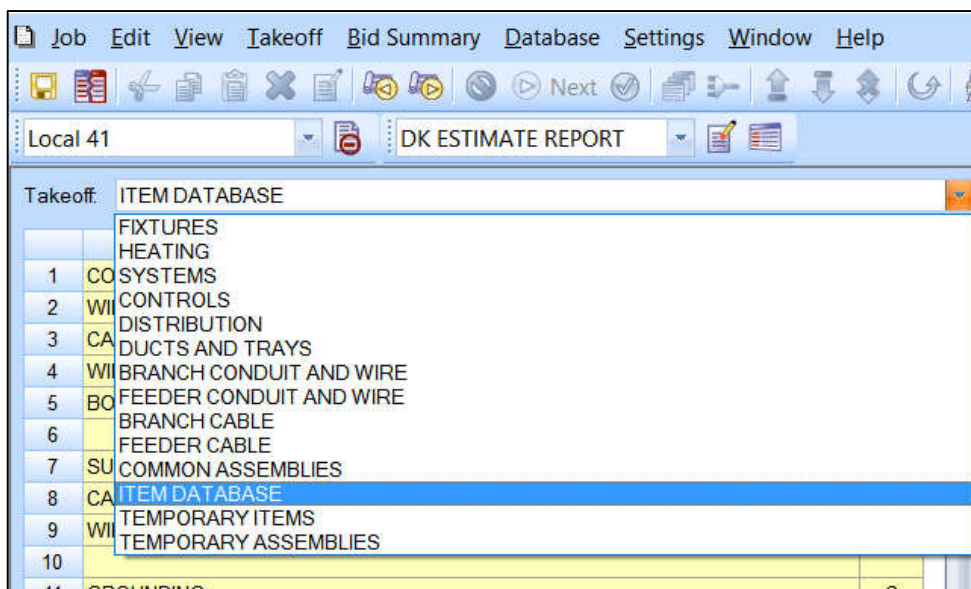 Job Edit View Takeoff Bid Summary Database Settings Window Help
Next
Local 41 DK ESTIMATE REPORT
Takeoff: ITEM DATABASE
FIXTURES
HEATING
1 CO SYSTEMS
2 WI CONTROLS
DISTRIBUTION
3 CA DUCTS AND TRAYS
4 WI BRANCH CONDUIT AND WIRE
5 BO FEEDER CONDUIT AND WIRE
BRANCH CABLE
6 FEEDER CABLE
7 SU COMMON ASSEMBLIES
8 CA ITEM DATABASE
9 WI TEMPORARY ITEMS
TEMPORARY ASSEMBLIES
10
11 GROUNDING